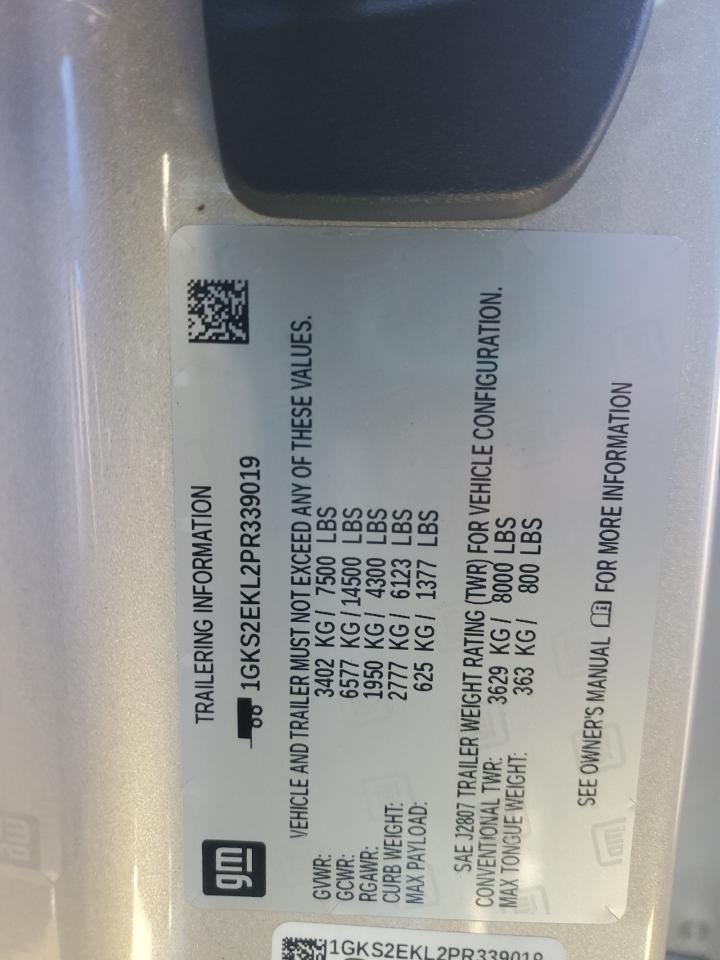 gm
TRAILERING INFORMATION
1GKS2EKL2PR339019
VEHICLE AND TRAILER MUST NOT EXCEED ANY OF THESE VALUES.
GVWR: 3402 KG / 7500 LBS
GCWR: 6577 KG / 14500 LBS
RGAWR: 1950 KG / 4300 LBS
CURB WEIGHT: 2777 KG / 6123 LBS
MAX PAYLOAD: 625 KG / 1377 LBS
SAE J2807 TRAILER WEIGHT RATING (TWR) FOR VEHICLE CONFIGURATION.
CONVENTIONAL TWR: 3629 KG / 8000 LBS
MAX TONGUE WEIGHT: 363 KG / 800 LBS
SEE OWNER'S MANUAL FOR MORE INFORMATION
1GKS2EKL2PR339019